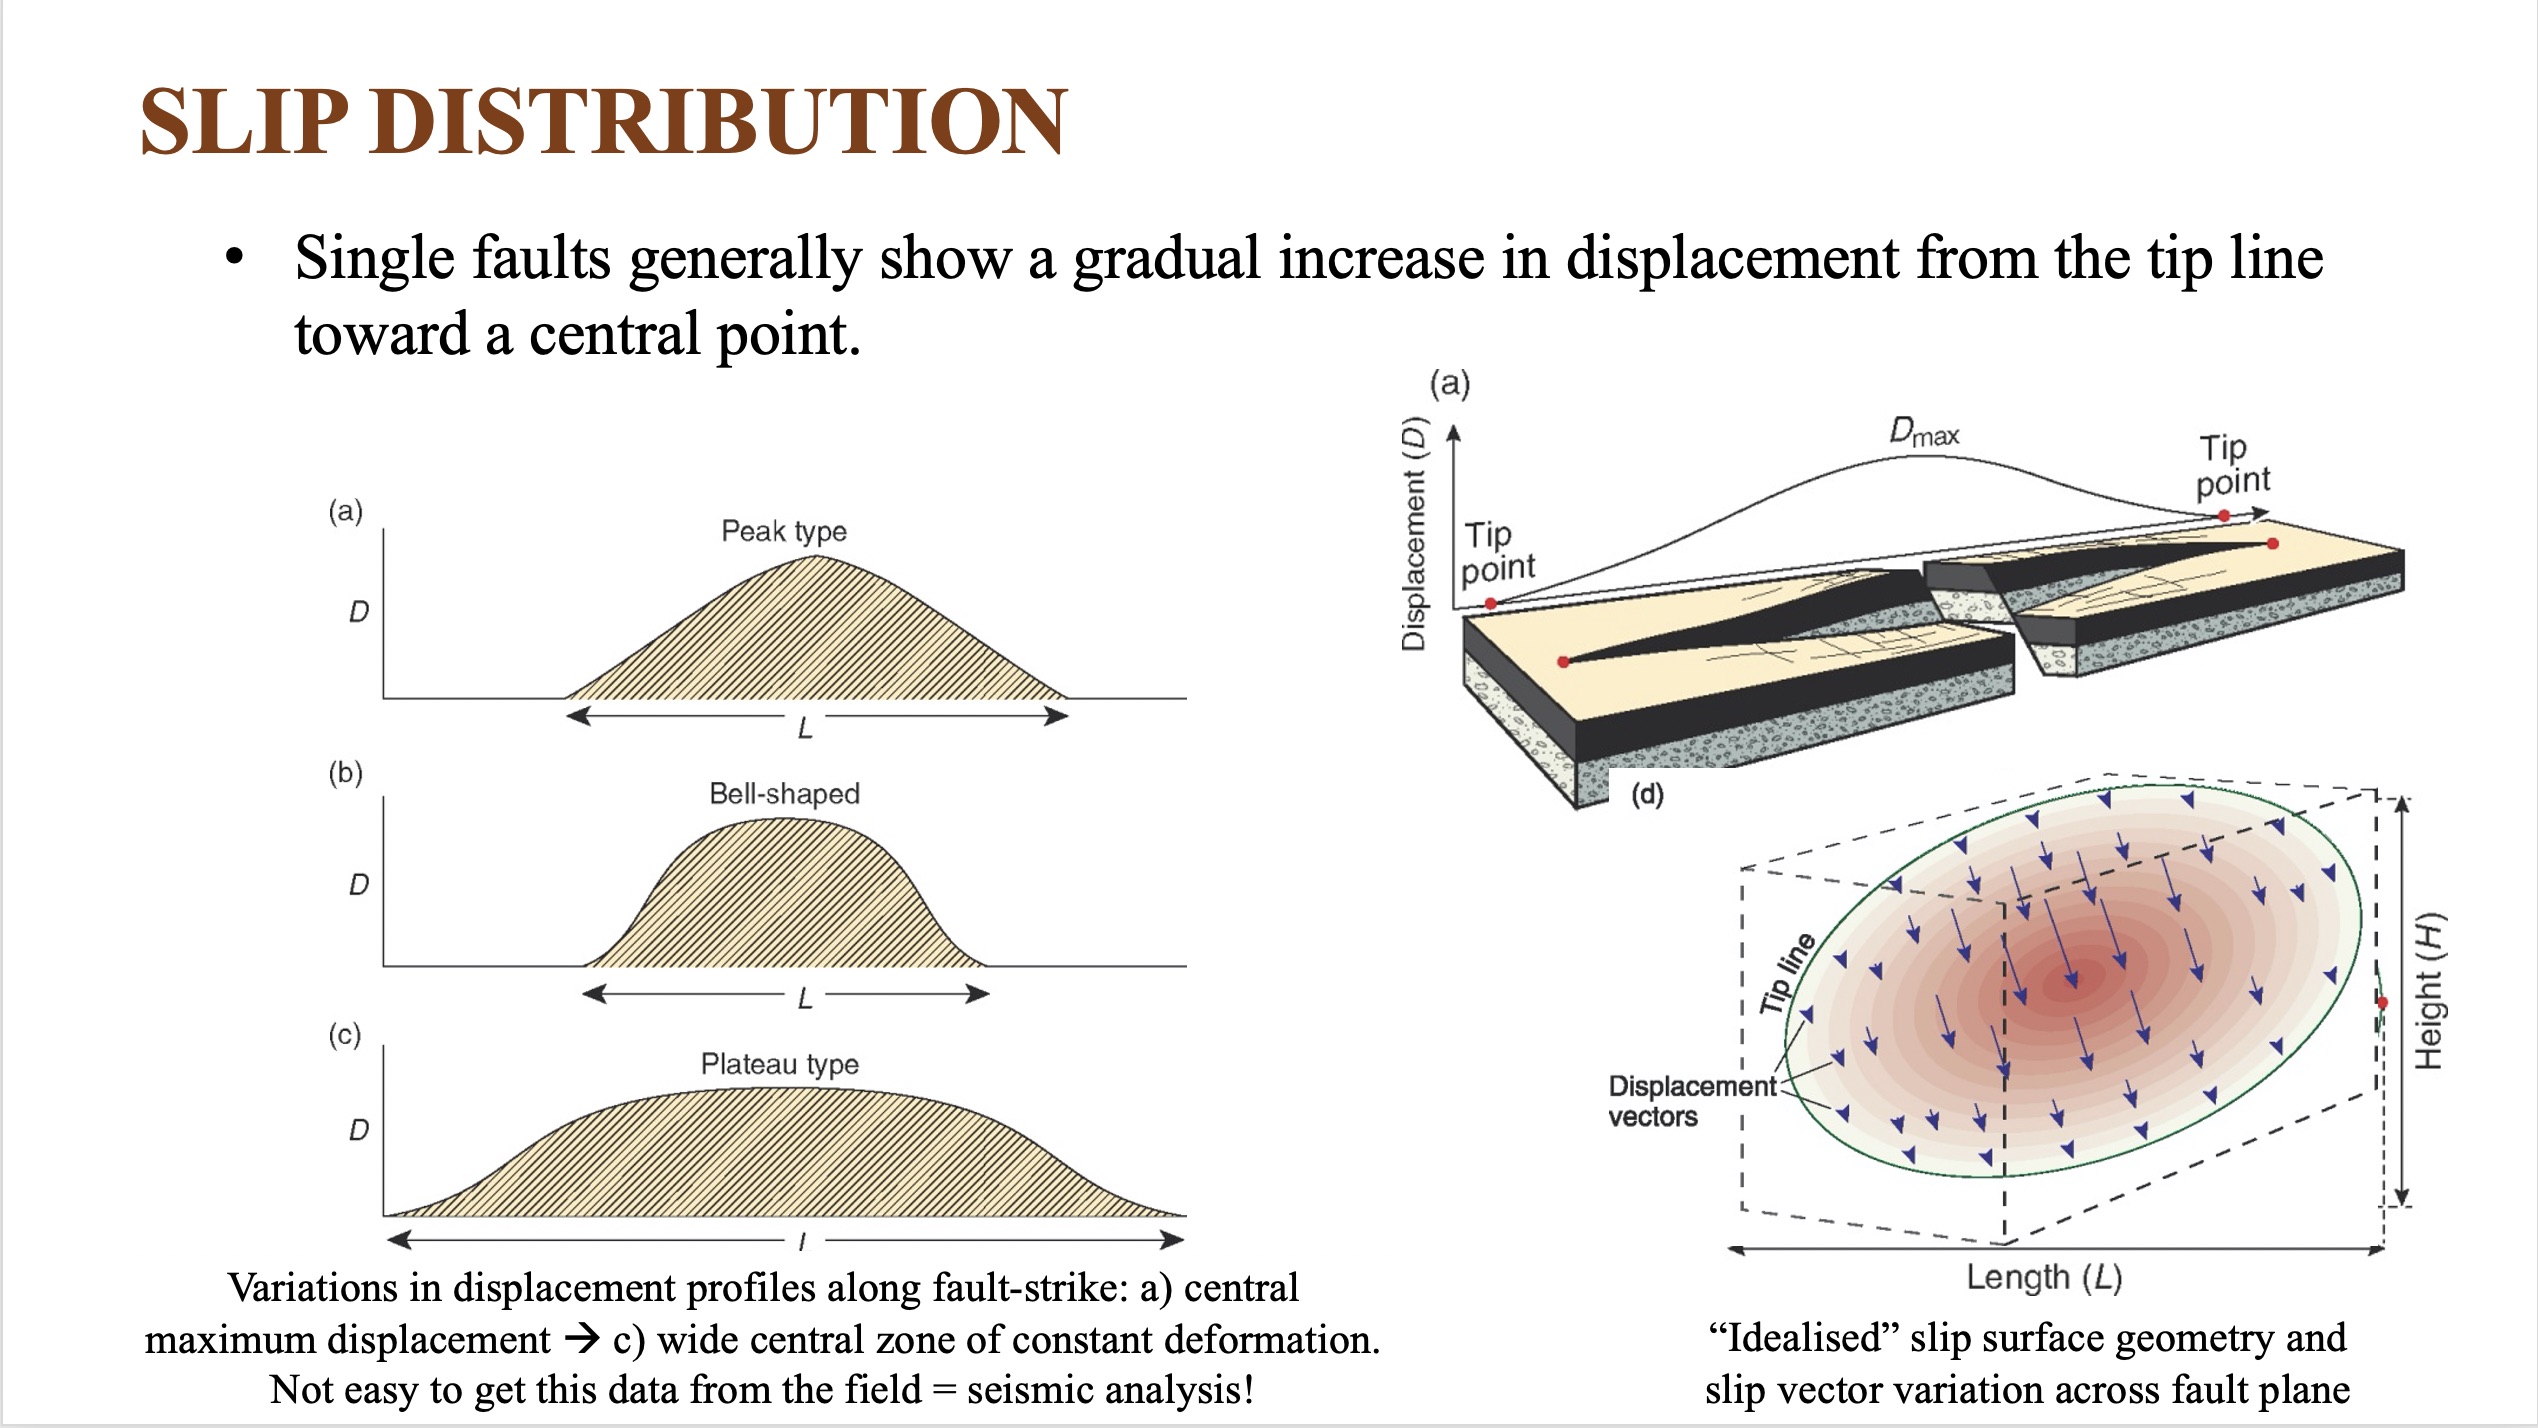 SLIP DISTRIBUTION
• Single faults generally show a gradual increase in displacement from the tip line
toward a central point.
(a)
Peak type
D
L
(b)
Bell-shaped
D
L
(c)
Plateau type
D
L
Variations in displacement profiles along fault-strike: a) central
maximum displacement → c) wide central zone of constant deformation.
Not easy to get this data from the field = seismic analysis!
(a)
Displacement (D)
Dmax
Tip
point
Tip
point
(d)
Tip line
Displacement
vectors
Height (H)
Length (L)
“Idealised” slip surface geometry and
slip vector variation across fault plane